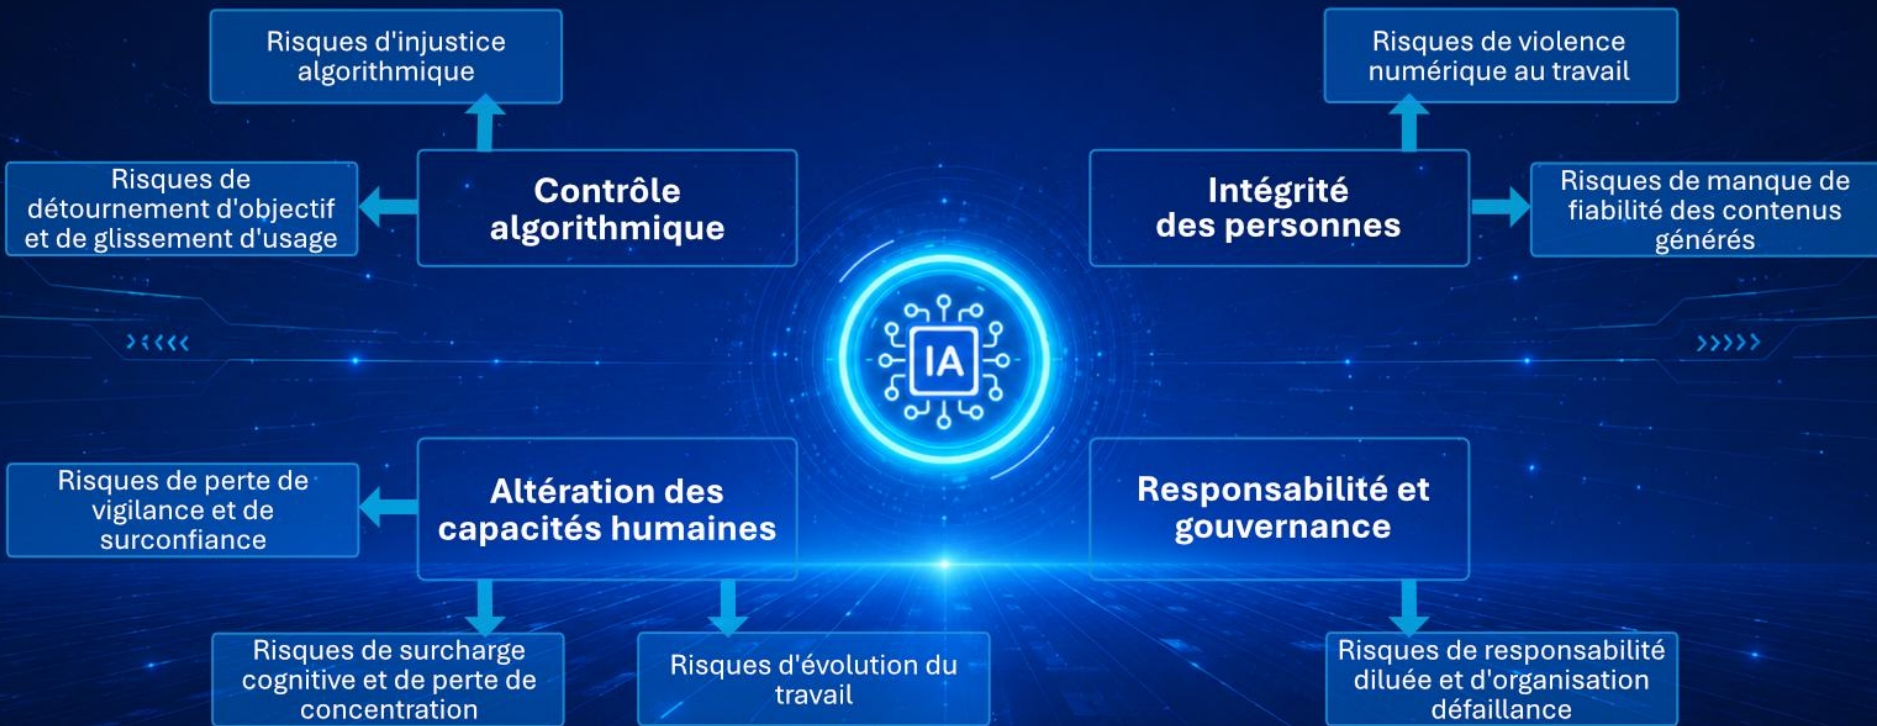 Risques d'injustice
algorithmique
Risques de violence
numérique au travail
Risques de
détournement d'objectif
et de glissement d'usage
Contrôle
algorithmique
Intégrité
des personnes
Risques de manque de
fiabilité des contenus
générés
IA
Risques de perte de
vigilance et de
surconfiance
Altération des
capacités humaines
Responsabilité et
gouvernance
Risques de surcharge
cognitive et de perte de
concentration
Risques d'évolution du
travail
Risques de responsabilité
diluée et d'organisation
défaillance